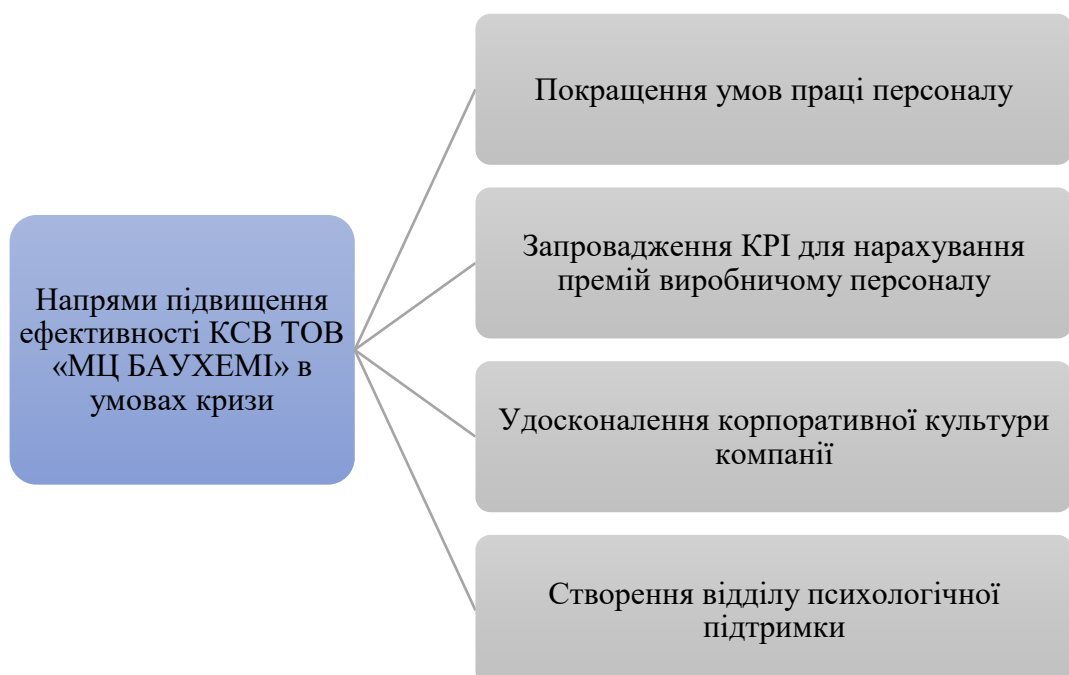 Покращення умов праці персоналу
Запровадження КРІ для нарахування
премій виробничому персоналу
Напрями підвищення
ефективності КСВ ТОВ
«МЦ БАУХЕМІ» в
умовах кризи
Удосконалення корпоративної культури
компанії
Створення відділу психологічної
підтримки